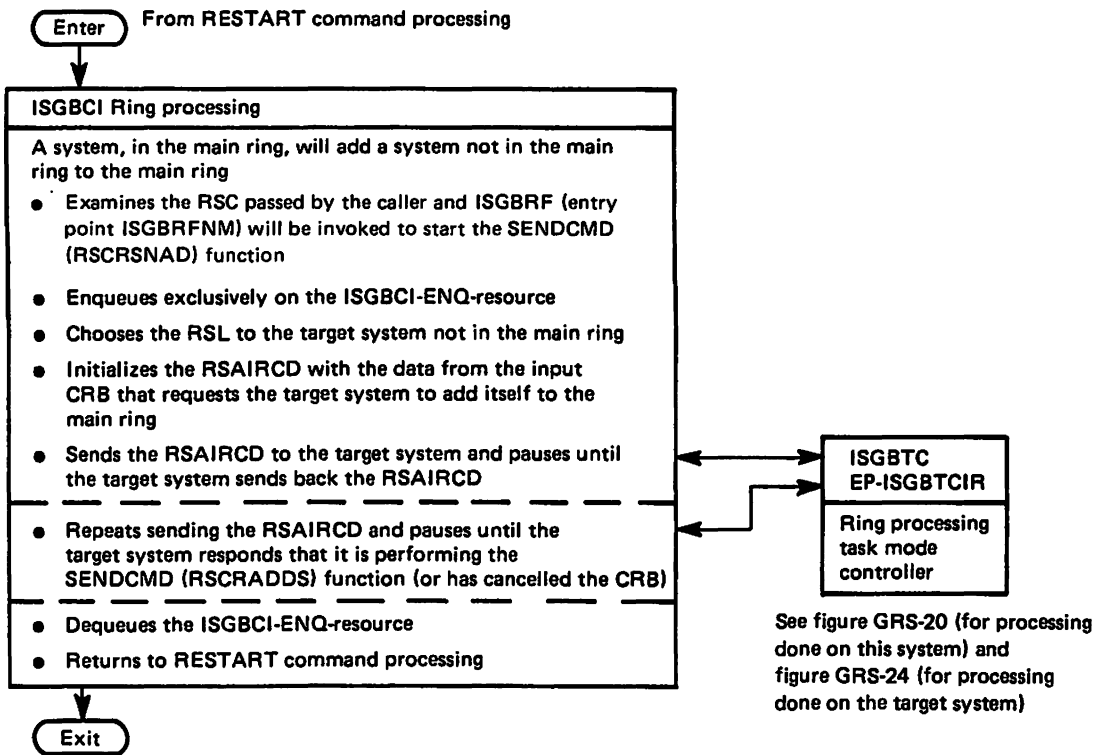 Enter
From RESTART command processing
ISGBCI Ring processing
A system, in the main ring, will add a system not in the main
ring to the main ring
● Examines the RSC passed by the caller and ISGBRF (entry
point ISGBRFNM) will be invoked to start the SENDCMD
(RSCRSNAD) function
● Enqueues exclusively on the ISGBCI-ENQ-resource
● Chooses the RSL to the target system not in the main ring
● Initializes the RSAIRCD with the data from the input
CRB that requests the target system to add itself to the
main ring
● Sends the RSAIRCD to the target system and pauses until
the target system sends back the RSAIRCD
● Repeats sending the RSAIRCD and pauses until the
target system responds that it is performing the
SENDCMD (RSCRADDS) function (or has cancelled the CRB)
● Dequeues the ISGBCI-ENQ-resource
● Returns to RESTART command processing
Exit
ISGBTC
EP-ISGBTCIR
Ring processing
task mode
controller
See figure GRS-20 (for processing
done on this system) and
figure GRS-24 (for processing
done on the target system)